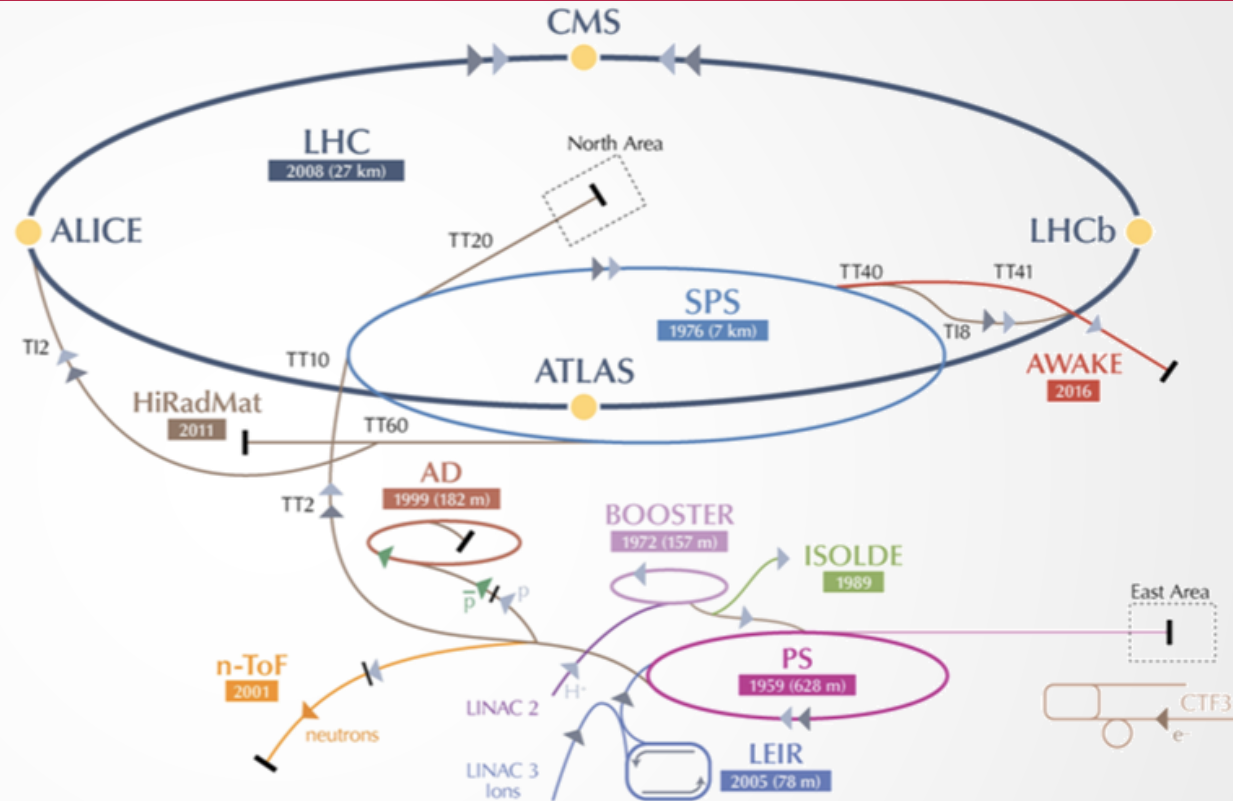 CMS
LHC
2008 (27 km)
North Area
ALICE
LHCb
TT20
TT40
TT41
SPS
1976 (7 km)
TI8
TI2
TT10
ATLAS
AWAKE
2016
HiRadMat
2011
TT60
AD
1999 (182 m)
TT2
BOOSTER
1972 (157 m)
ISOLDE
1989
p̅
p
East Area
n-ToF
2001
PS
1959 (628 m)
H⁺
LINAC 2
CTF3
neutrons
e⁻
LEIR
2005 (78 m)
LINAC 3
Ions